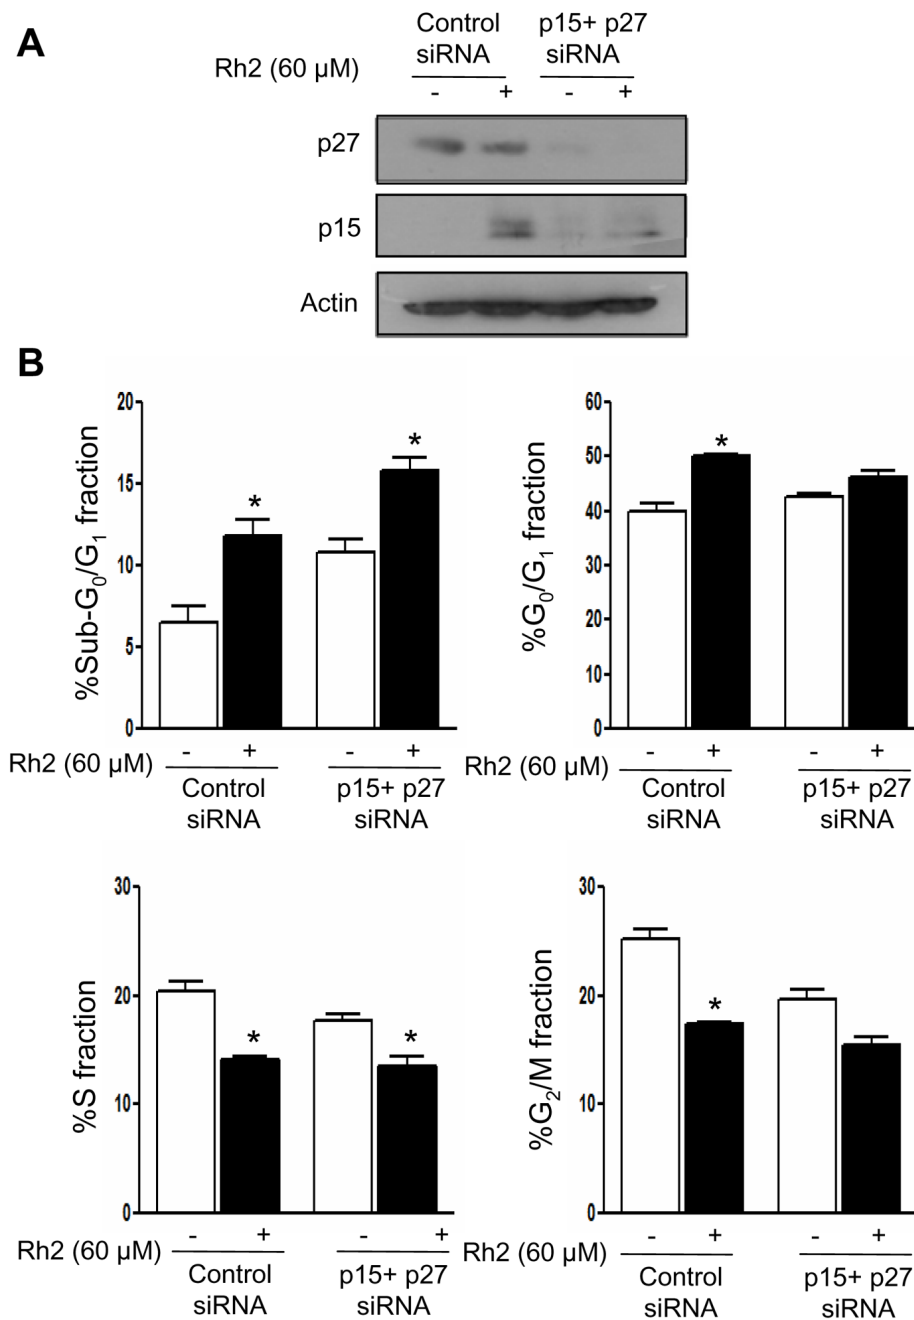 A
Control
siRNA
p15+ p27
siRNA
Rh2 (60 µM)
- + - +
p27
p15
Actin
B
%Sub-G0/G1 fraction
20
15
10
5
0
*
*
- + - +
Rh2 (60 µM)
Control
siRNA
p15+ p27
siRNA
%G0/G1 fraction
60
50
40
30
20
10
0
*
- + - +
Rh2 (60 µM)
Control
siRNA
p15+ p27
siRNA
%S fraction
30
20
10
0
*
*
- + - +
Rh2 (60 µM)
Control
siRNA
p15+ p27
siRNA
%G2/M fraction
30
20
10
0
*
- + - +
Rh2 (60 µM)
Control
siRNA
p15+ p27
siRNA